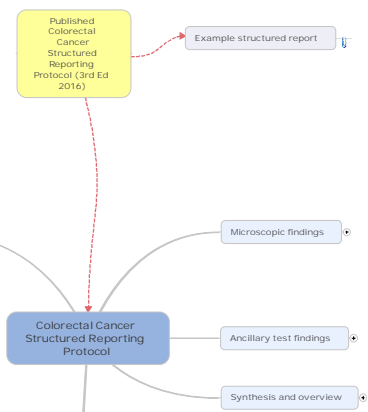 Published
Colorectal
Cancer
Structured
Reporting
Protocol (3rd Ed
2016)
Example structured report
Microscopic findings
Colorectal Cancer
Structured Reporting
Protocol
Ancillary test findings
Synthesis and overview